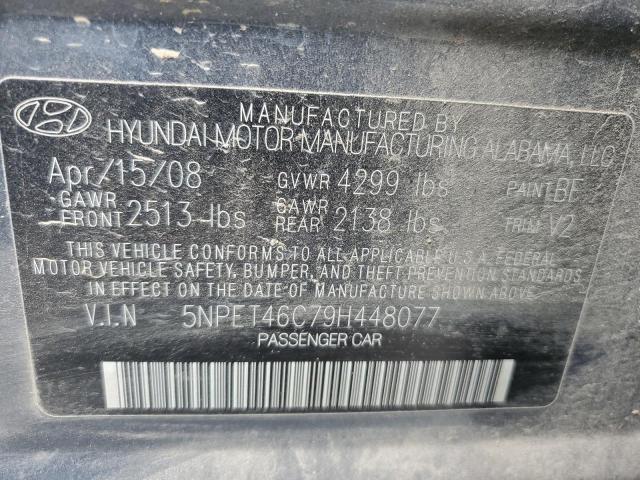 MANUFACTURED BY
HYUNDAI MOTOR MANUFACTURING ALABAMA, LLC
Apr/15/08 GVWR 4299 lbs PAINT BF
GAWR FRONT 2513 lbs GAWR REAR 2138 lbs TRIM V2
THIS VEHICLE CONFORMS TO ALL APPLICABLE U.S.A. FEDERAL
MOTOR VEHICLE SAFETY, BUMPER, AND THEFT PREVENTION STANDARDS
IN EFFECT ON THE DATE OF MANUFACTURE SHOWN ABOVE
V.I.N 5NPET46C79H448077
PASSENGER CAR